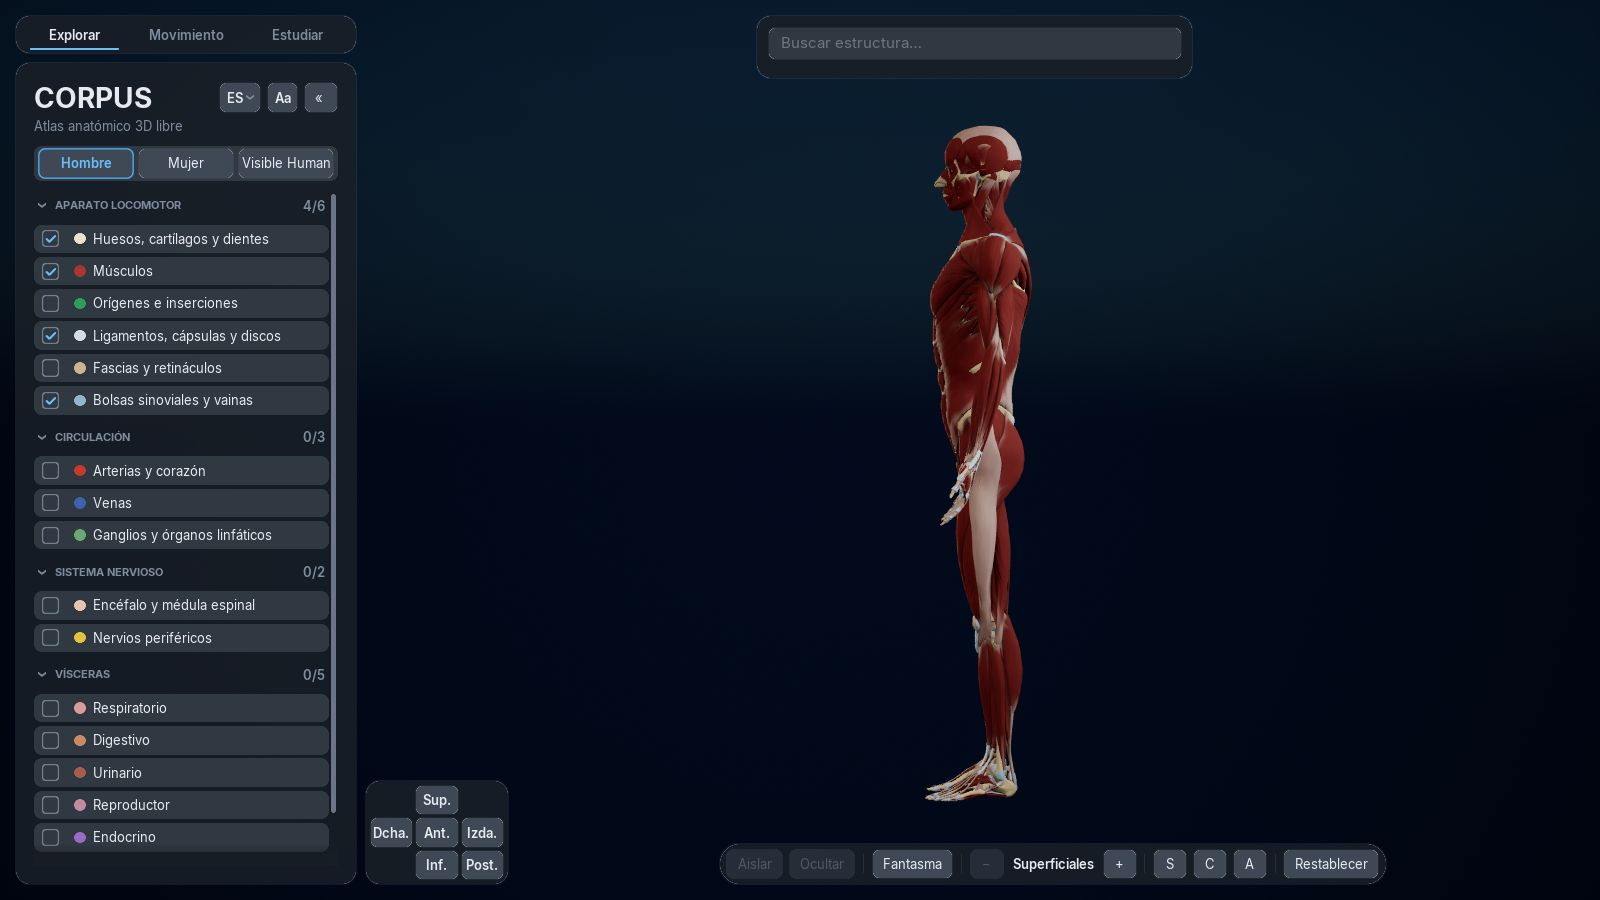 Explorar Movimiento Estudiar
Buscar estructura...
CORPUS ES Aa «
Atlas anatómico 3D libre
Hombre Mujer Visible Human
APARATO LOCOMOTOR 4/6
Huesos, cartílagos y dientes
Músculos
Orígenes e inserciones
Ligamentos, cápsulas y discos
Fascias y retináculos
Bolsas sinoviales y vainas
CIRCULACIÓN 0/3
Arterias y corazón
Venas
Ganglios y órganos linfáticos
SISTEMA NERVIOSO 0/2
Encéfalo y médula espinal
Nervios periféricos
VÍSCERAS 0/5
Respiratorio
Digestivo
Urinario
Reproductor
Endocrino
Sup.
Dcha. Ant. Izda.
Inf. Post.
Aislar Ocultar Fantasma − Superficiales + S C A Restablecer